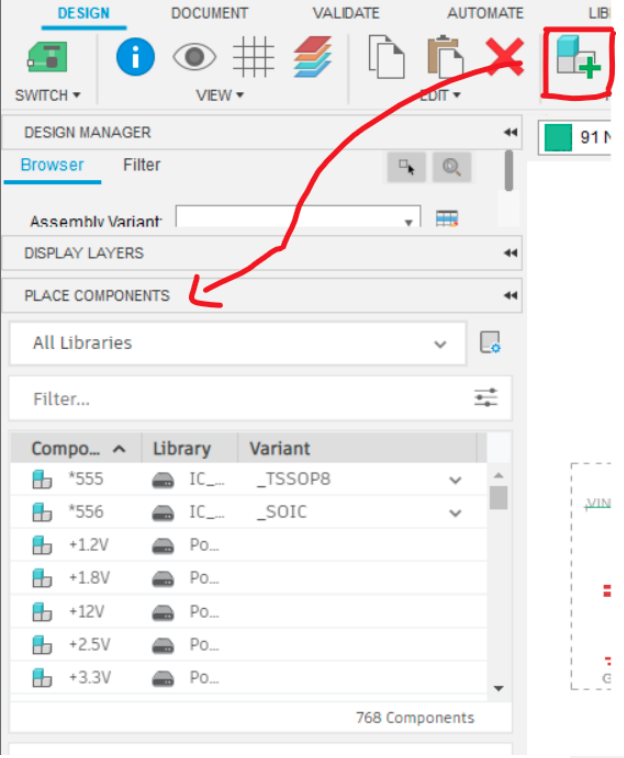 DESIGN DOCUMENT VALIDATE AUTOMATE LIB
SWITCH ▾ VIEW ▾ EDIT ▾
DESIGN MANAGER
91 N
Browser Filter
Assembly Variant:
DISPLAY LAYERS
PLACE COMPONENTS
All Libraries
Filter...
Compo... Library Variant
*555 IC_... _TSSOP8
*556 IC_... _SOIC
VIN
+1.2V Po...
+1.8V Po...
+12V Po...
+2.5V Po...
+3.3V Po...
G
768 Components